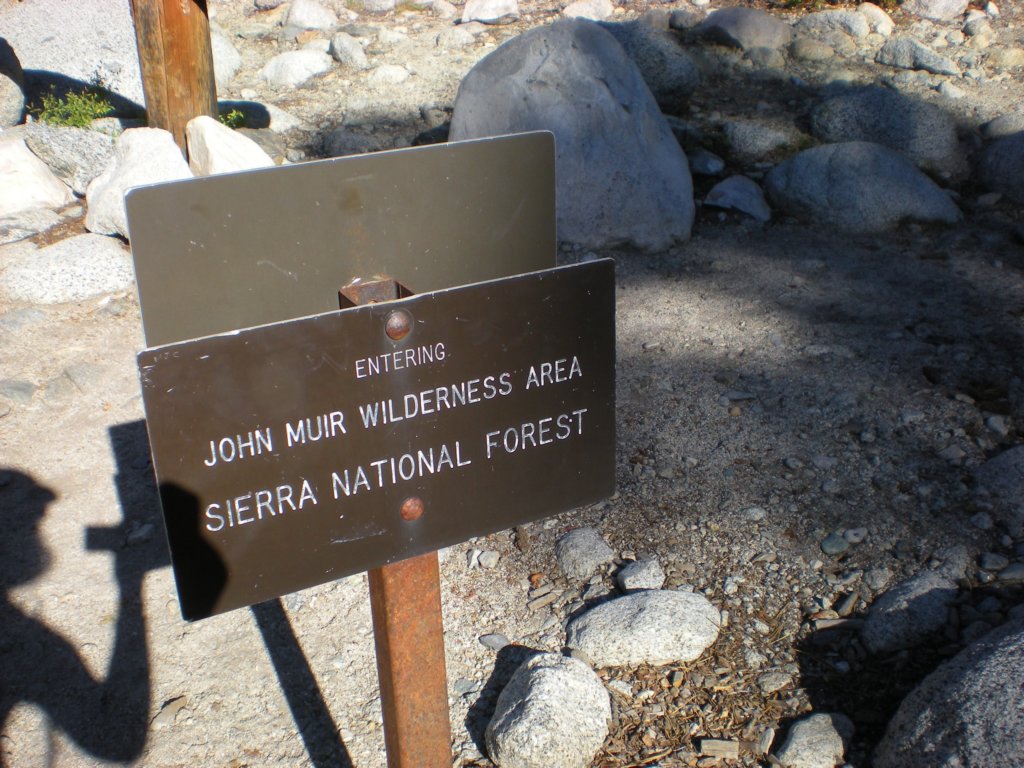 ENTERING
JOHN MUIR WILDERNESS AREA
SIERRA NATIONAL FOREST